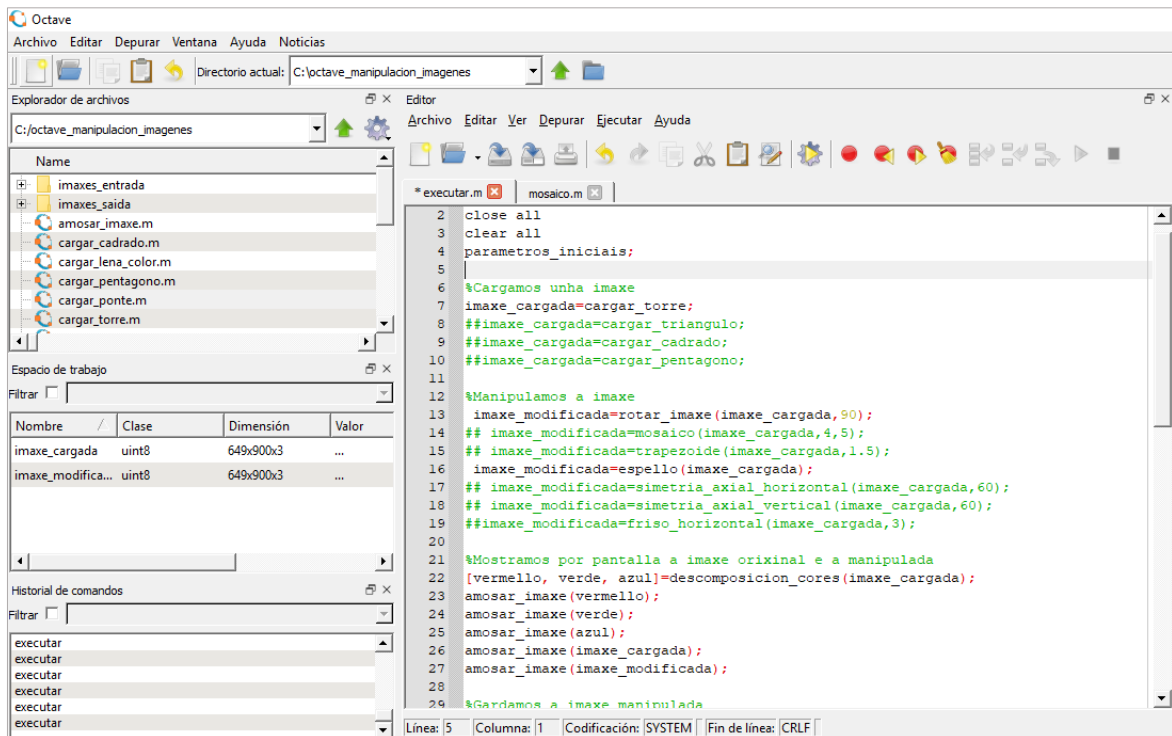 Octave
Archivo Editar Depurar Ventana Ayuda Noticias
Directorio actual: C:\octave_manipulacion_imagenes
Explorador de archivos
C:/octave_manipulacion_imagenes
Name
imaxes_entrada
imaxes_saida
amosar_imaxe.m
cargar_cadrado.m
cargar_lena_color.m
cargar_pentagono.m
cargar_ponte.m
cargar_torre.m
Espacio de trabajo
Filtrar
Nombre Clase Dimensión Valor
imaxe_cargada uint8 649x900x3 ...
imaxe_modifica... uint8 649x900x3 ...
Historial de comandos
Filtrar
executar
executar
executar
executar
executar
executar
Editor
Archivo Editar Ver Depurar Ejecutar Ayuda
* executar.m mosaico.m
2 close all
3 clear all
4 parametros_iniciais;
5
6 %Cargamos unha imaxe
7 imaxe_cargada=cargar_torre;
8 ##imaxe_cargada=cargar_triangulo;
9 ##imaxe_cargada=cargar_cadrado;
10 ##imaxe_cargada=cargar_pentagono;
11
12 %Manipulamos a imaxe
13 imaxe_modificada=rotar_imaxe(imaxe_cargada,90);
14 ## imaxe_modificada=mosaico(imaxe_cargada,4,5);
15 ## imaxe_modificada=trapezoide(imaxe_cargada,1.5);
16 imaxe_modificada=espello(imaxe_cargada);
17 ## imaxe_modificada=simetria_axial_horizontal(imaxe_cargada,60);
18 ## imaxe_modificada=simetria_axial_vertical(imaxe_cargada,60);
19 ##imaxe_modificada=friso_horizontal(imaxe_cargada,3);
20
21 %Mostramos por pantalla a imaxe orixinal e a manipulada
22 [vermello, verde, azul]=descomposicion_cores(imaxe_cargada);
23 amosar_imaxe(vermello);
24 amosar_imaxe(verde);
25 amosar_imaxe(azul);
26 amosar_imaxe(imaxe_cargada);
27 amosar_imaxe(imaxe_modificada);
28
29 %Gardamos a imaxe manipulada
Línea: 5 Columna: 1 Codificación: SYSTEM Fin de línea: CRLF